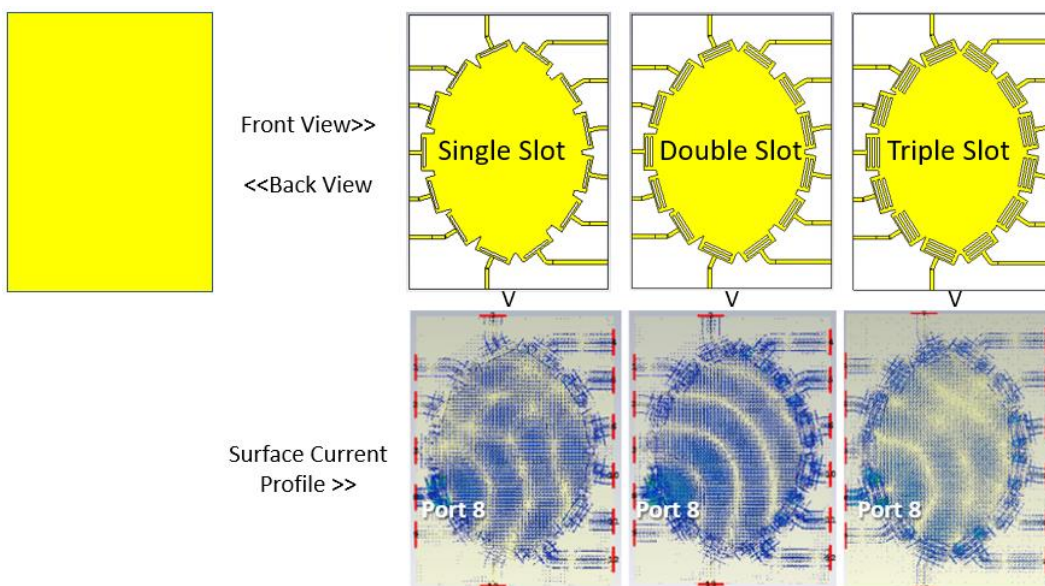 Front View>>
<<Back View
Single Slot
Double Slot
Triple Slot
V
V
V
Surface Current
Profile >>
Port 8
Port 8
Port 8